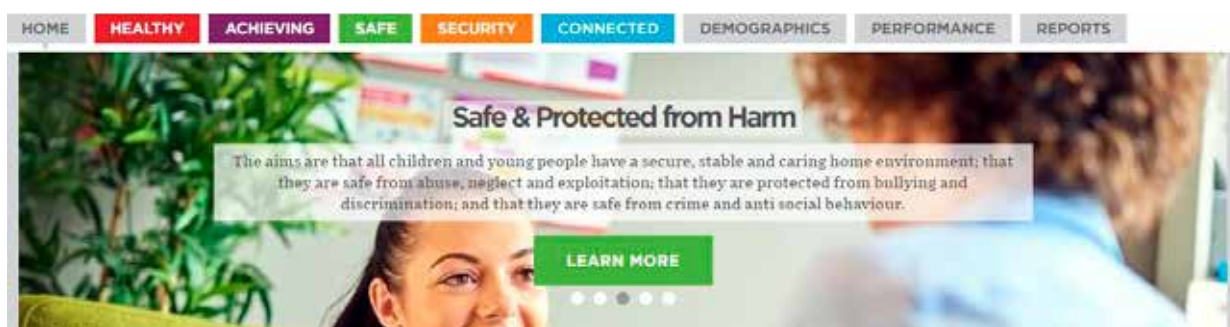 HOME HEALTHY ACHIEVING SAFE SECURITY CONNECTED DEMOGRAPHICS PERFORMANCE REPORTS
Safe & Protected from Harm
The aims are that all children and young people have a secure, stable and caring home environment; that
they are safe from abuse, neglect and exploitation; that they are protected from bullying and
discrimination; and that they are safe from crime and anti social behaviour.
LEARN MORE